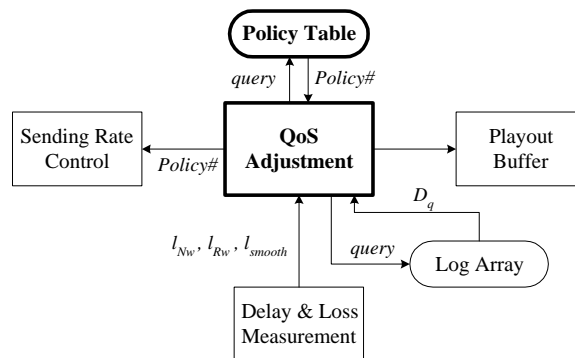 Policy Table
query
Policy#
Sending Rate
Control
QoS
Adjustment
Playout
Buffer
Policy#
D_q
l_Nw, l_Rw, l_smooth
query
Log Array
Delay & Loss
Measurement